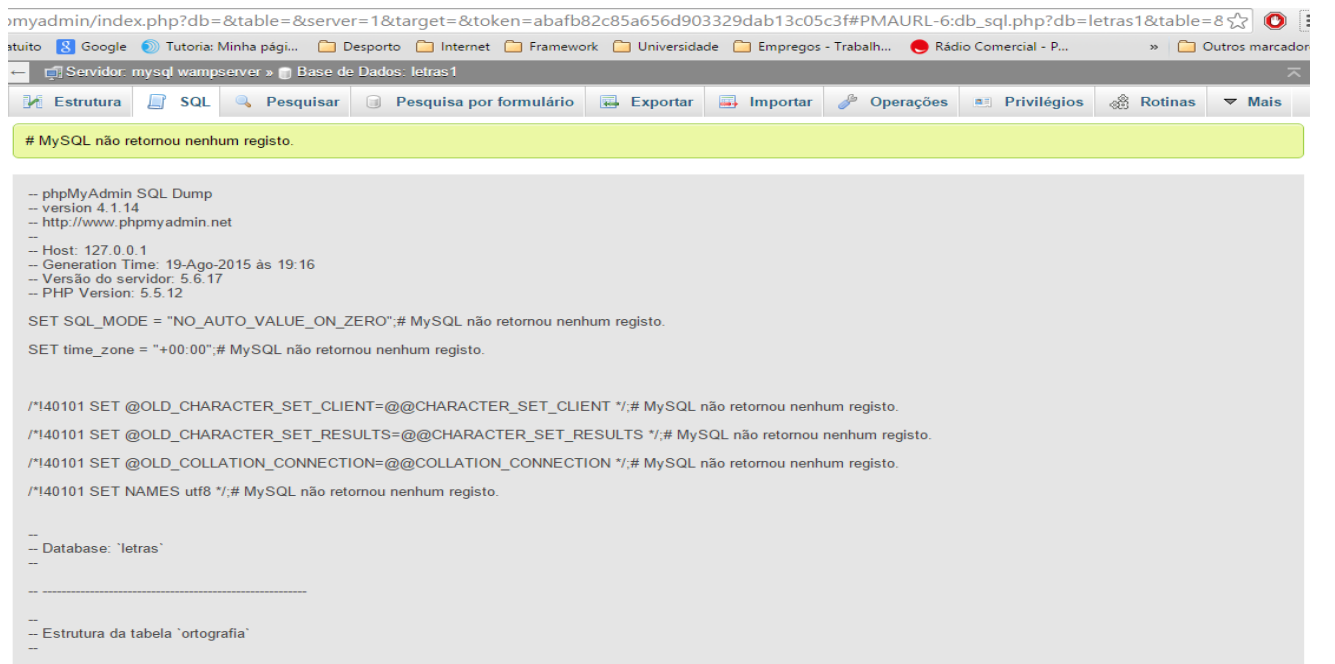 omyadmin/index.php?db=&table=&server=1&target=&token=abafb82c85a656d903329dab13c05c3f#PMAURL-6:db_sql.php?db=letras1&table=8
atuito Google Tutoria: Minha pági... Desporto Internet Framework Universidade Empregos - Trabalh... Rádio Comercial - P... » Outros marcador
← Servidor: mysql wampserver » Base de Dados: letras1
Estrutura SQL Pesquisar Pesquisa por formulário Exportar Importar Operações Privilégios Rotinas Mais
# MySQL não retornou nenhum registo.
-- phpMyAdmin SQL Dump
-- version 4.1.14
-- http://www.phpmyadmin.net
--
-- Host: 127.0.0.1
-- Generation Time: 19-Ago-2015 às 19:16
-- Versão do servidor: 5.6.17
-- PHP Version: 5.5.12
SET SQL_MODE = "NO_AUTO_VALUE_ON_ZERO";# MySQL não retornou nenhum registo.
SET time_zone = "+00:00";# MySQL não retornou nenhum registo.
/*!40101 SET @OLD_CHARACTER_SET_CLIENT=@@CHARACTER_SET_CLIENT */;# MySQL não retornou nenhum registo.
/*!40101 SET @OLD_CHARACTER_SET_RESULTS=@@CHARACTER_SET_RESULTS */;# MySQL não retornou nenhum registo.
/*!40101 SET @OLD_COLLATION_CONNECTION=@@COLLATION_CONNECTION */;# MySQL não retornou nenhum registo.
/*!40101 SET NAMES utf8 */;# MySQL não retornou nenhum registo.
--
-- Database: `letras`
--
-- --------------------------------------------------------
--
-- Estrutura da tabela `ortografia`
--